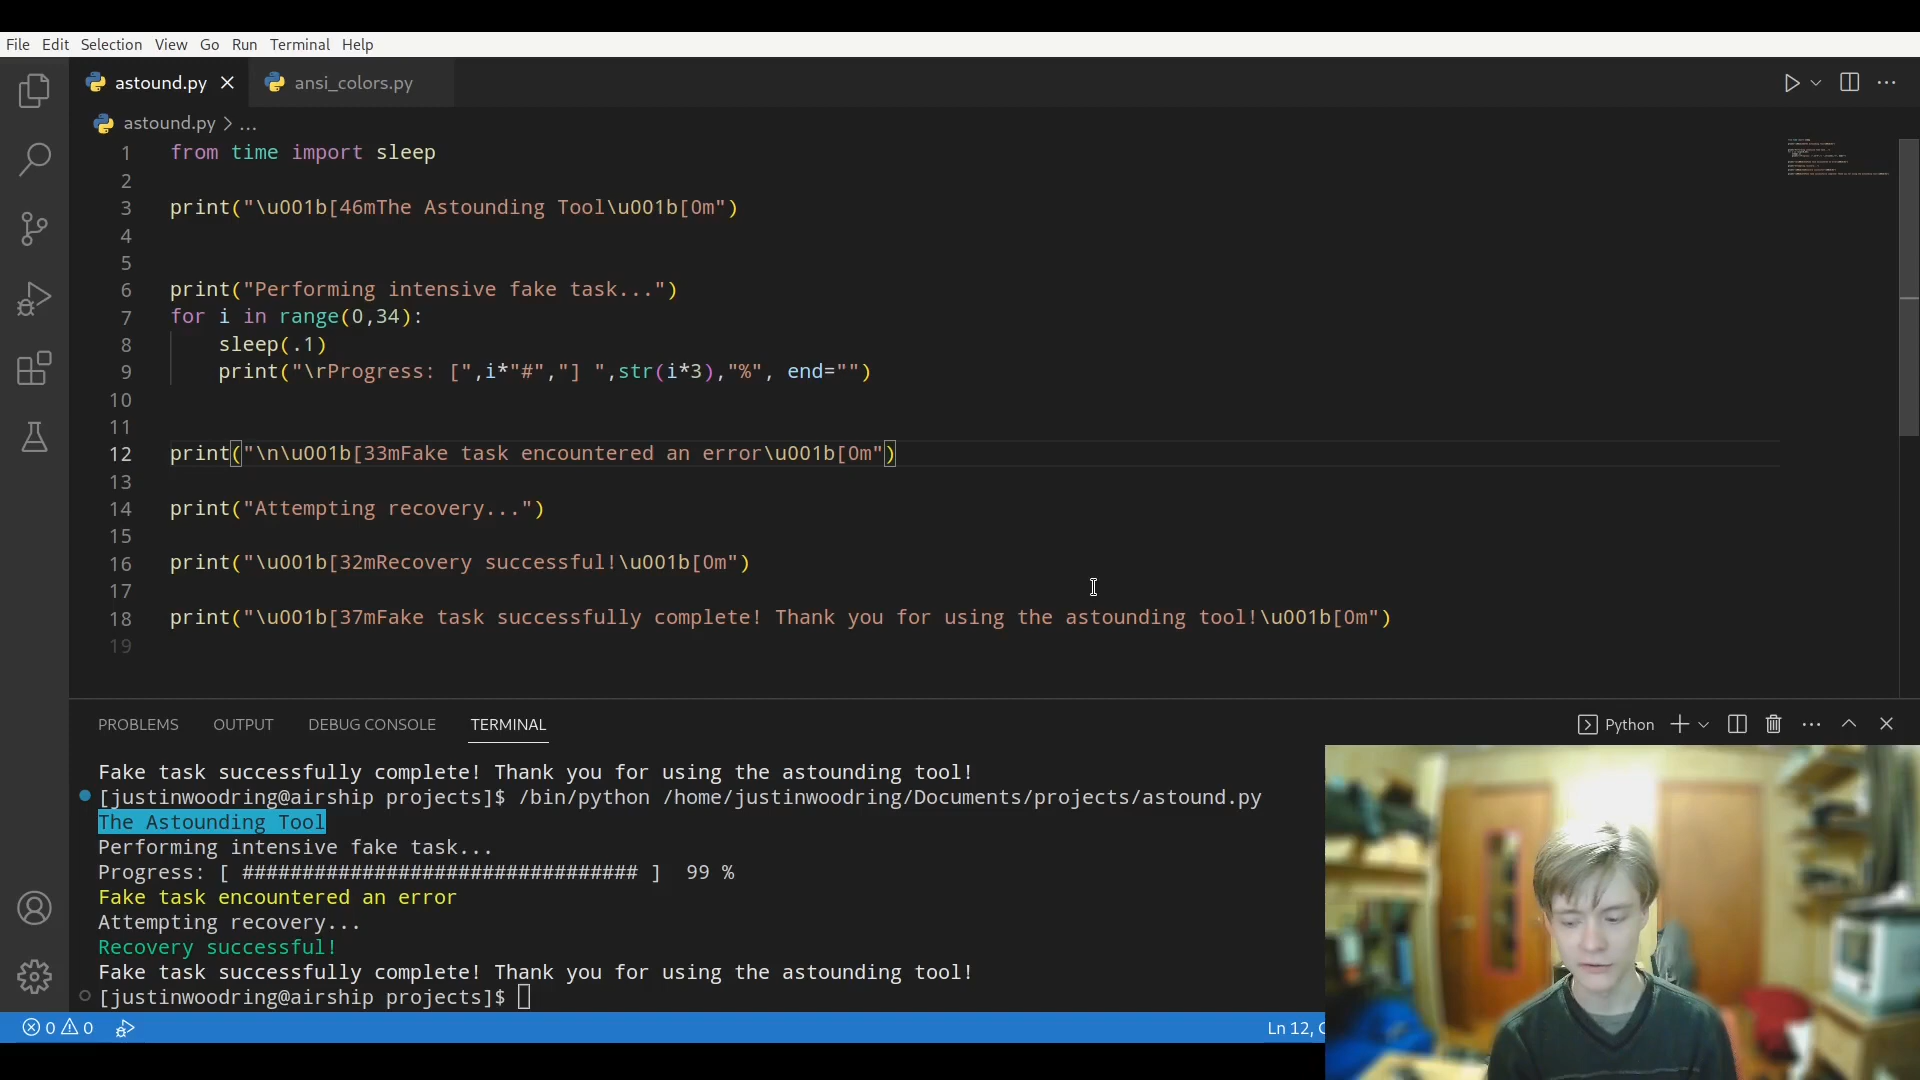 File Edit Selection View Go Run Terminal Help
astound.py ansi_colors.py
astound.py > ...
1 from time import sleep
2
3 print("\u001b[46mThe Astounding Tool\u001b[0m")
4
5
6 print("Performing intensive fake task...")
7 for i in range(0,34):
8 sleep(.1)
9 print("\rProgress: [",i*"#","] ",str(i*3),"%", end="")
10
11
12 print("\n\u001b[33mFake task encountered an error\u001b[0m")
13
14 print("Attempting recovery...")
15
16 print("\u001b[32mRecovery successful!\u001b[0m")
17
18 print("\u001b[37mFake task successfully complete! Thank you for using the astounding tool!\u001b[0m")
19
PROBLEMS OUTPUT DEBUG CONSOLE TERMINAL Python
Fake task successfully complete! Thank you for using the astounding tool!
[justinwoodring@airship projects]$ /bin/python /home/justinwoodring/Documents/projects/astound.py
The Astounding Tool
Performing intensive fake task...
Progress: [ ################################# ]  99 %
Fake task encountered an error
Attempting recovery...
Recovery successful!
Fake task successfully complete! Thank you for using the astounding tool!
[justinwoodring@airship projects]$
0 0 Ln 12,